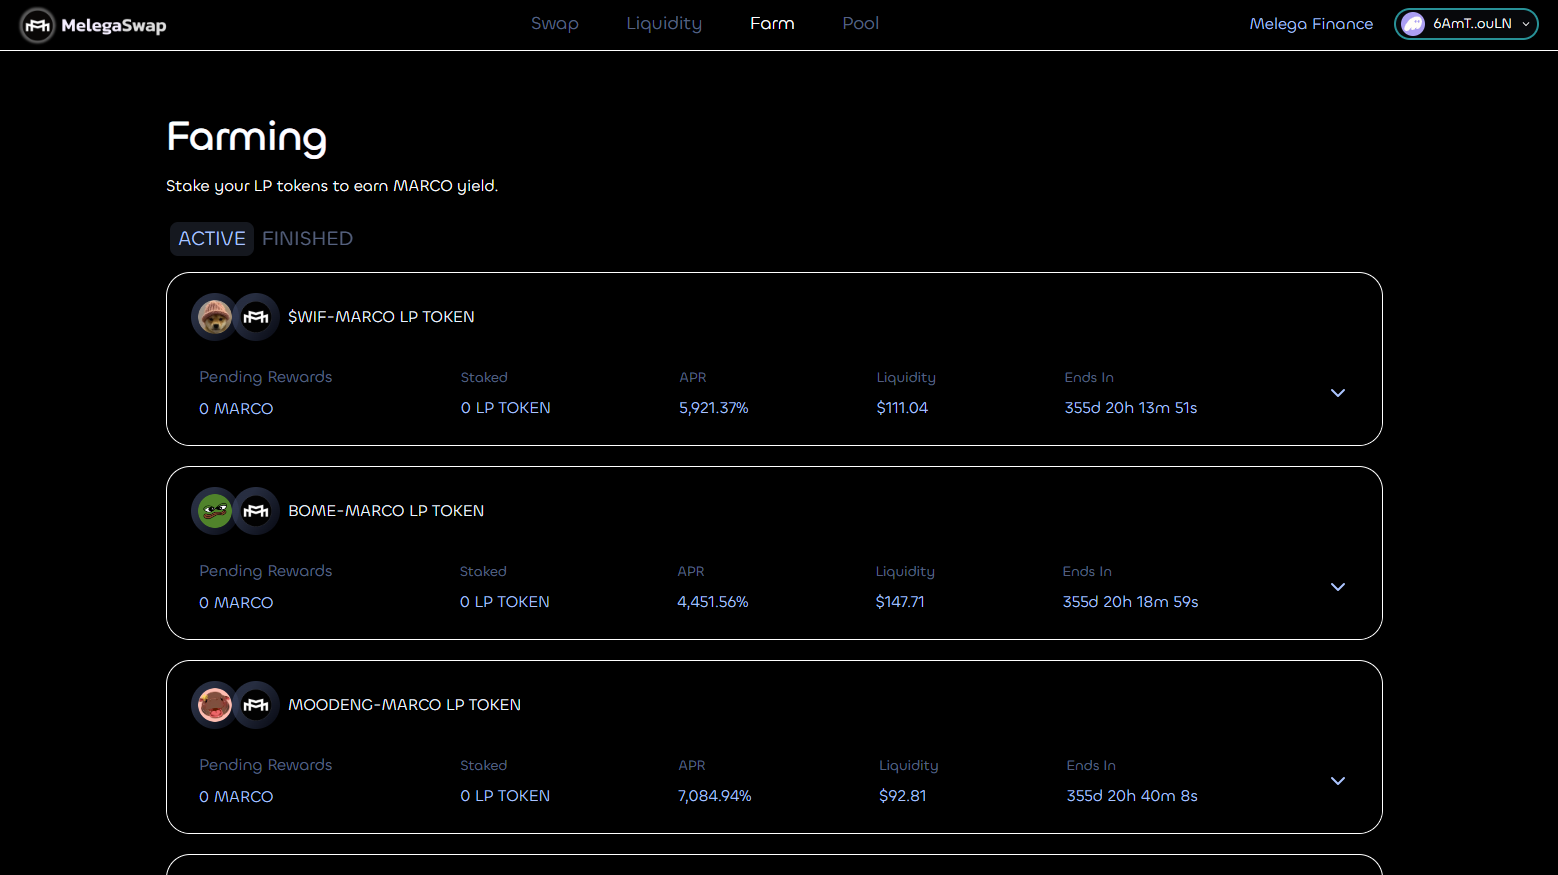 MelegaSwap
Swap Liquidity Farm Pool
Melega Finance 6AmT..ouLN
Farming
Stake your LP tokens to earn MARCO yield.
ACTIVE FINISHED
$WIF-MARCO LP TOKEN
Pending Rewards Staked APR Liquidity Ends In
0 MARCO 0 LP TOKEN 5,921.37% $111.04 355d 20h 13m 51s
BOME-MARCO LP TOKEN
Pending Rewards Staked APR Liquidity Ends In
0 MARCO 0 LP TOKEN 4,451.56% $147.71 355d 20h 18m 59s
MOODENG-MARCO LP TOKEN
Pending Rewards Staked APR Liquidity Ends In
0 MARCO 0 LP TOKEN 7,084.94% $92.81 355d 20h 40m 8s